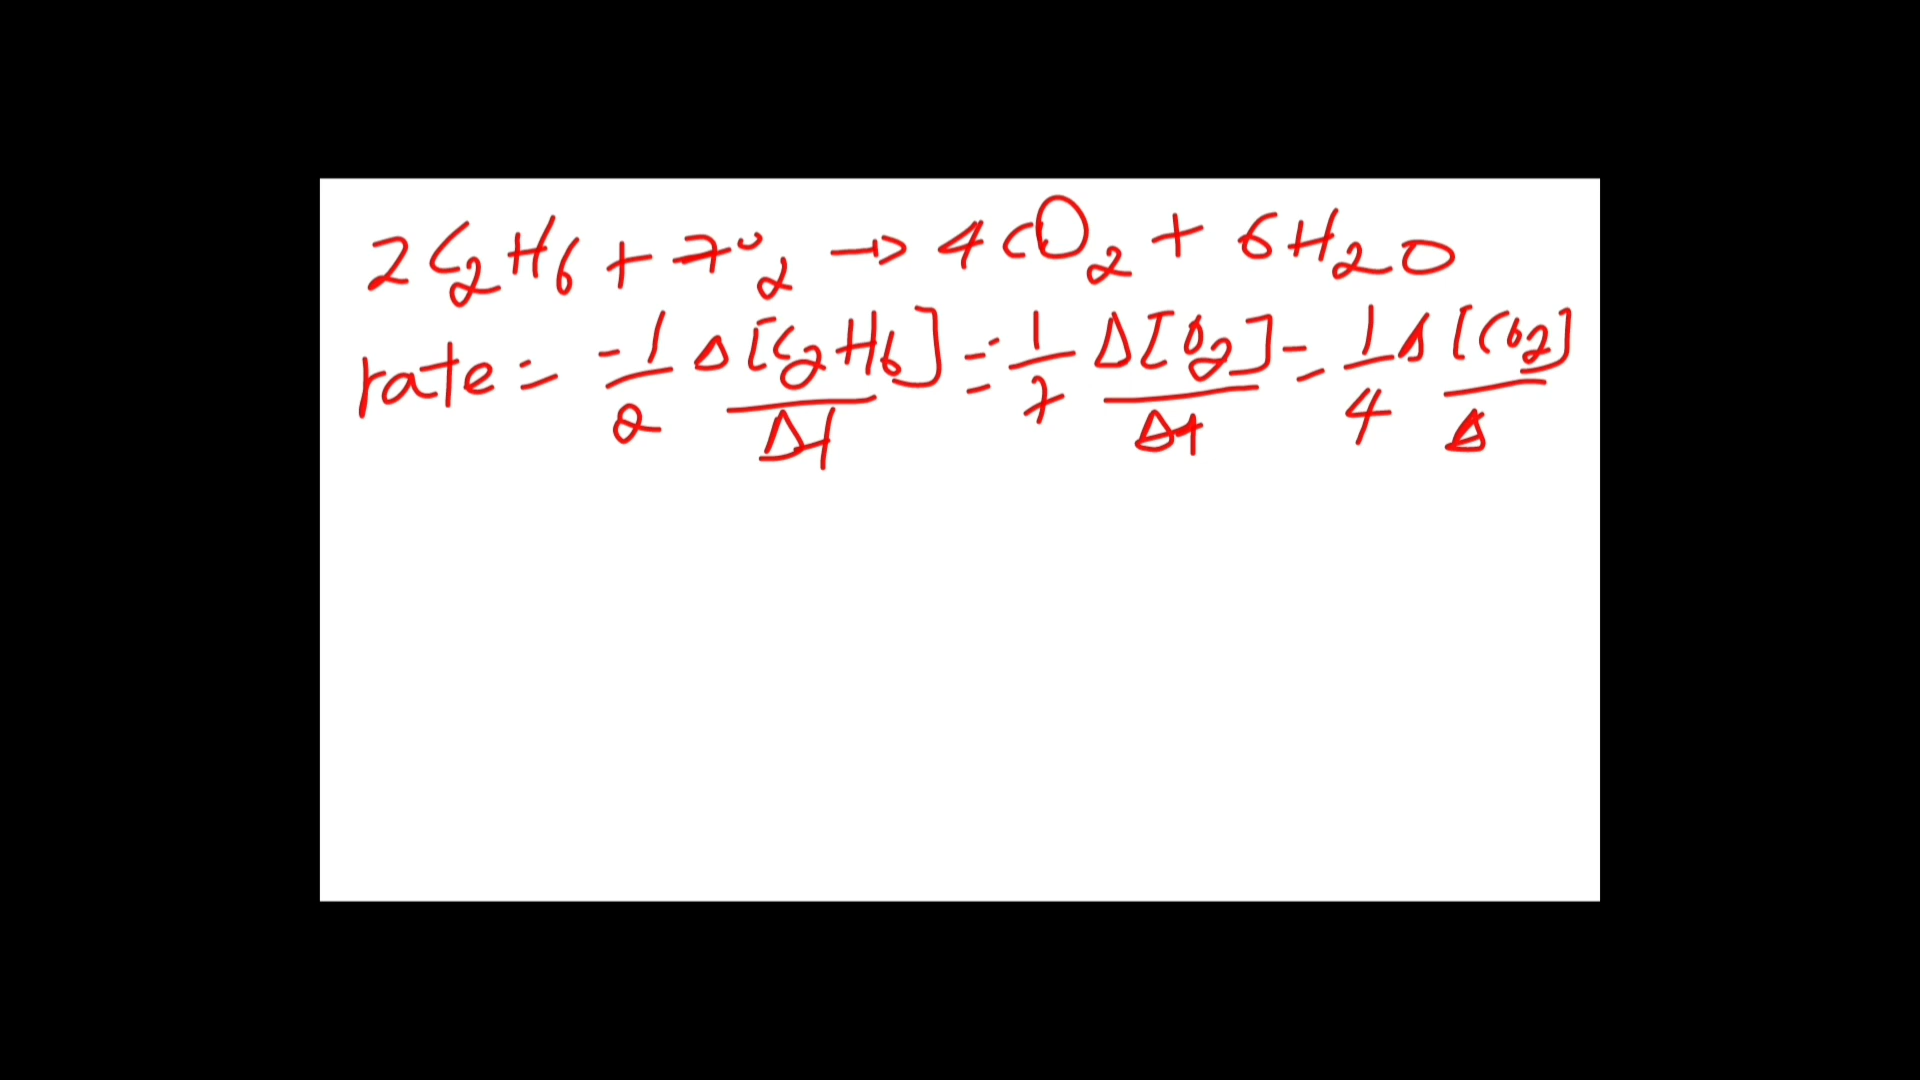 2C₂H₆ + 7O₂ → 4CO₂ + 6H₂O
rate = -1/2 Δ[C₂H₆]/Δt = 1/7 Δ[O₂]/Δt = 1/4 Δ[CO₂]/Δ